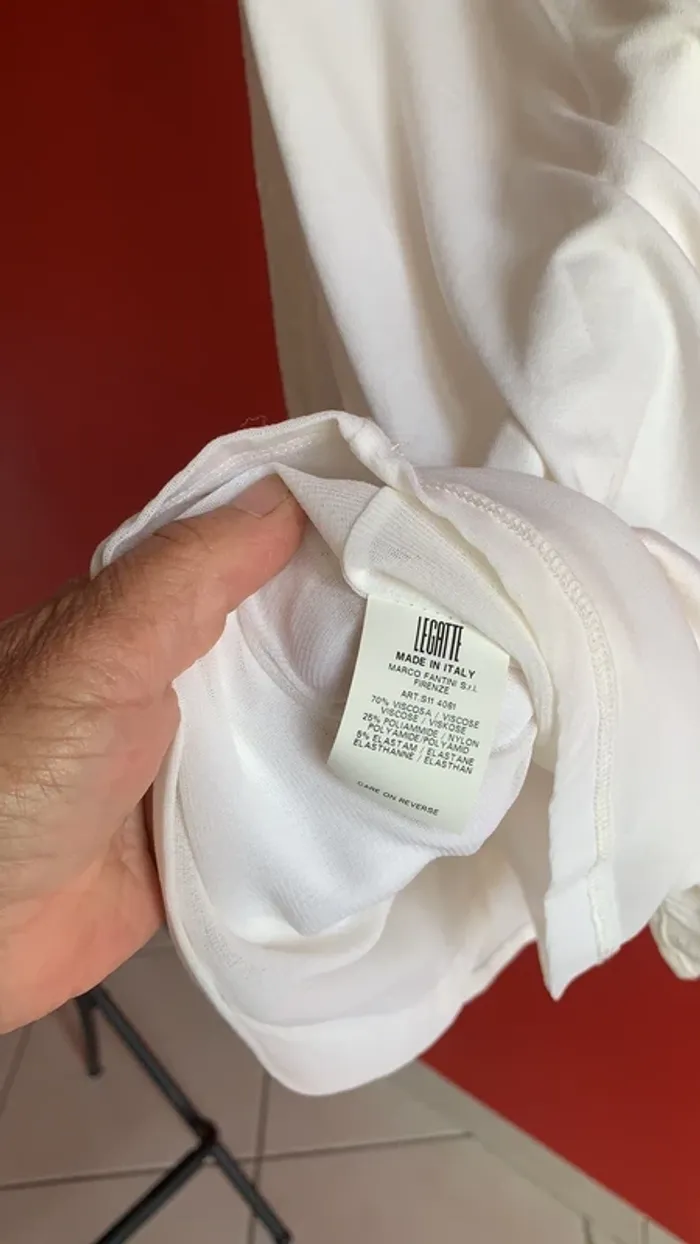 LEGATTE
MADE IN ITALY
MARCO FANTINI S.r.l.
FIRENZE
ART.S11 4061
70% VISCOSA / VISCOSE
VISCOSE / VISKOSE
25% POLIAMMIDE / NYLON
POLYAMIDE/POLYAMID
5% ELASTAM / ELASTANE
ELASTHANNE / ELASTHAN
CARE ON REVERSE